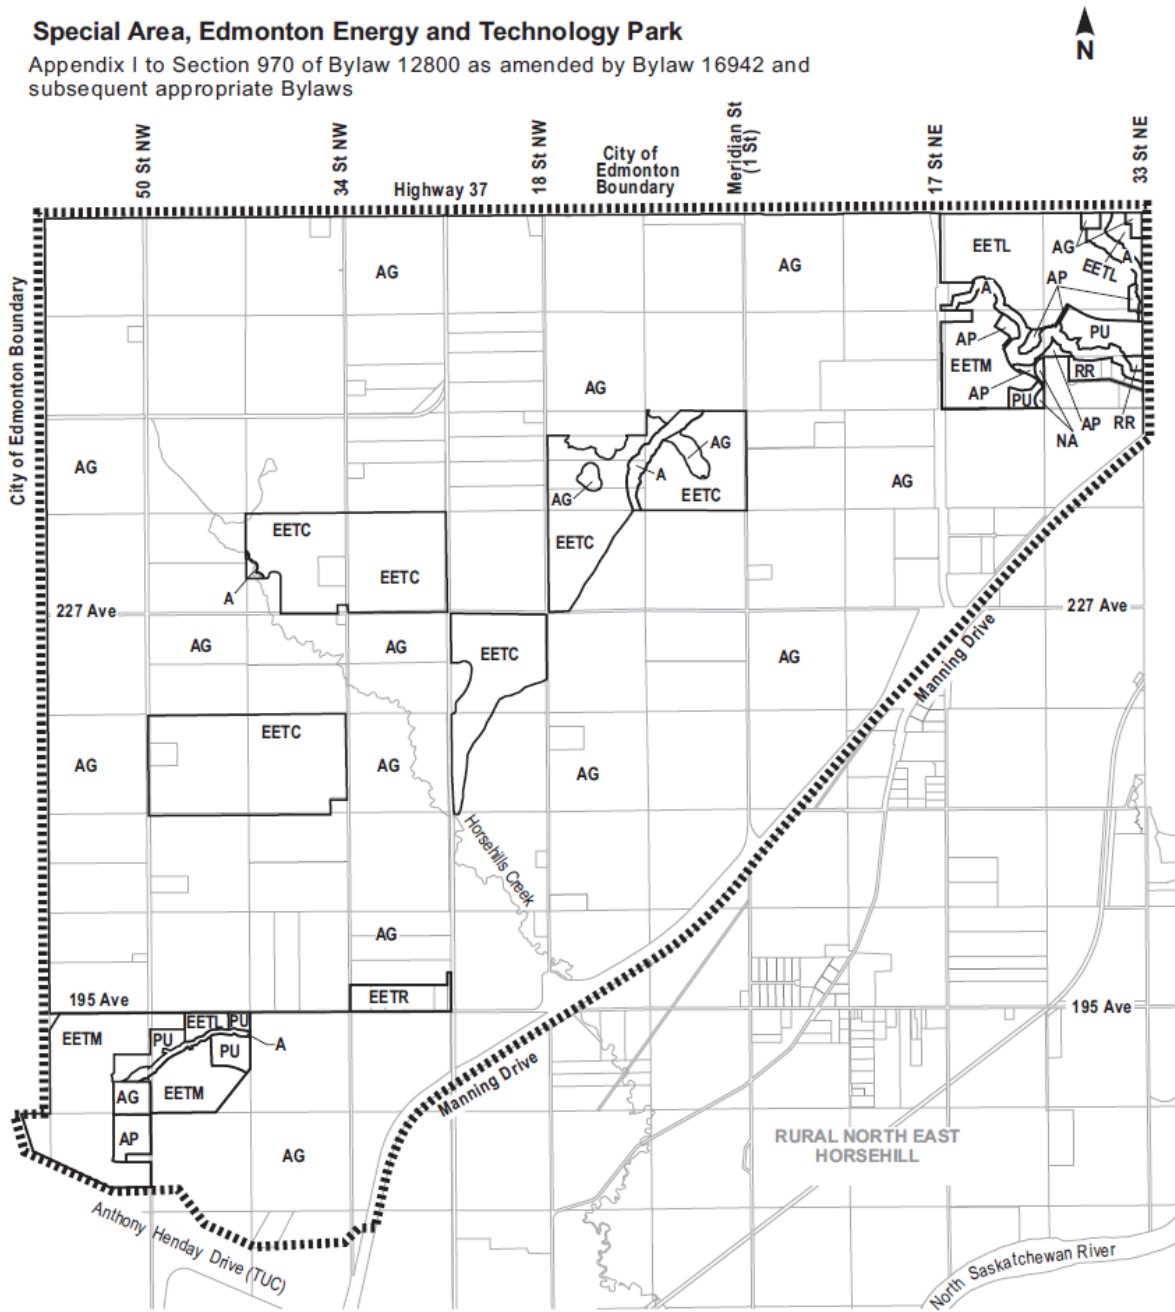 Special Area, Edmonton Energy and Technology Park
Appendix I to Section 970 of Bylaw 12800 as amended by Bylaw 16942 and
subsequent appropriate Bylaws
N
50 St NW
34 St NW
Highway 37
18 St NW
City of
Edmonton
Boundary
Meridian St
(1 St)
17 St NE
33 St NE
City of Edmonton Boundary
AG
AG
EETL
AG
A
EETL
AP
A
AP
PU
EETM
RR
AP
PU
AP
RR
NA
AG
AG
AG
A
AG
EETC
AG
AG
EETC
EETC
EETC
A
227 Ave
227 Ave
AG
AG
EETC
AG
Manning Drive
EETC
AG
AG
AG
Horsehills Creek
AG
EETR
195 Ave
195 Ave
EETM
EETL
PU
PU
PU
A
AG
EETM
AP
AG
Manning Drive
RURAL NORTH EAST
HORSEHILL
Anthony Henday Drive (TUC)
North Saskatchewan River